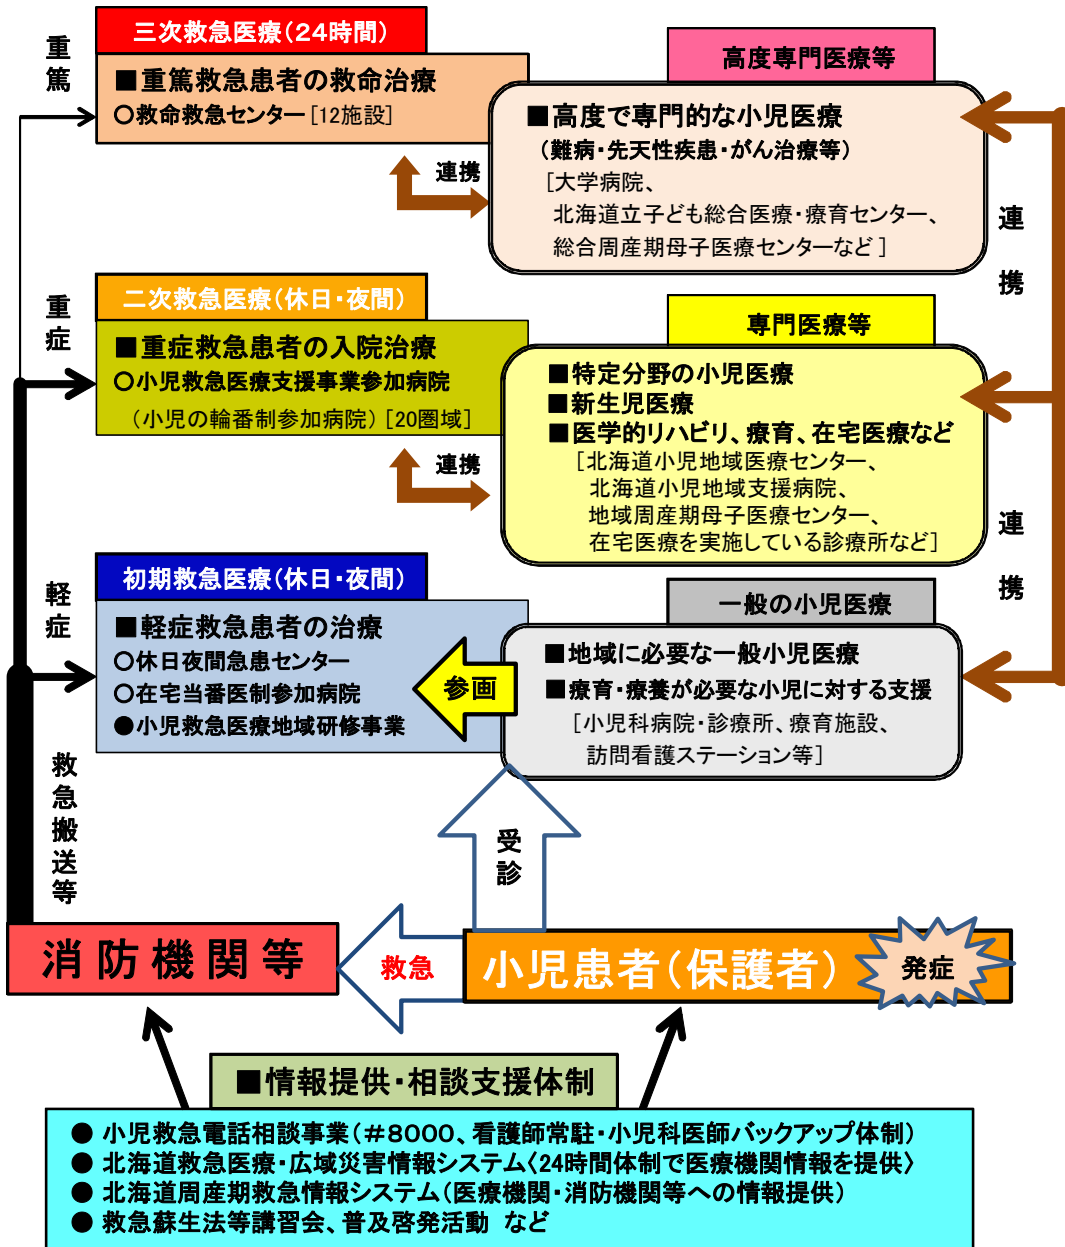 重篤
三次救急医療(24時間)
■重篤救急患者の救命治療
○救命救急センター[12施設]
高度専門医療等
■高度で専門的な小児医療
(難病・先天性疾患・がん治療等)
[大学病院、
北海道立子ども総合医療・療育センター、
総合周産期母子医療センターなど]
連携
連携
重症
二次救急医療(休日・夜間)
■重症救急患者の入院治療
○小児救急医療支援事業参加病院
(小児の輪番制参加病院)[20圏域]
専門医療等
■特定分野の小児医療
■新生児医療
■医学的リハビリ、療育、在宅医療など
[北海道小児地域医療センター、
北海道小児地域支援病院、
地域周産期母子医療センター、
在宅医療を実施している診療所など]
連携
連携
軽症
初期救急医療(休日・夜間)
■軽症救急患者の治療
○休日夜間急患センター
○在宅当番医制参加病院
●小児救急医療地域研修事業
参画
一般の小児医療
■地域に必要な一般小児医療
■療育・療養が必要な小児に対する支援
[小児科病院・診療所、療育施設、
訪問看護ステーション等]
救急搬送等
受診
消防機関等
救急
小児患者(保護者)
発症
■情報提供・相談支援体制
● 小児救急電話相談事業(#8000、看護師常駐・小児科医師バックアップ体制)
● 北海道救急医療・広域災害情報システム〈24時間体制で医療機関情報を提供〉
● 北海道周産期救急情報システム(医療機関・消防機関等への情報提供)
● 救急蘇生法等講習会、普及啓発活動 など